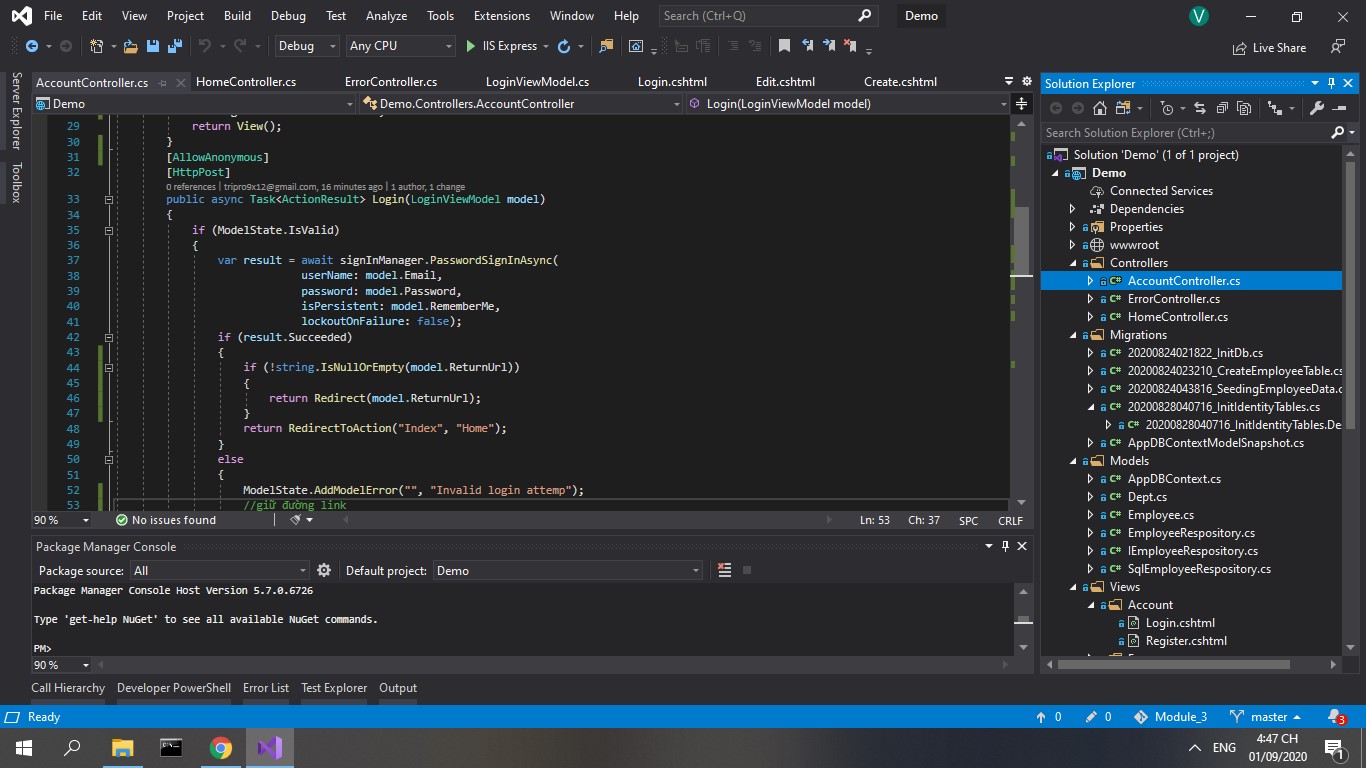 File Edit View Project Build Debug Test Analyze Tools Extensions Window Help Search (Ctrl+Q) Demo V
Debug Any CPU IIS Express Live Share
Server Explorer
Toolbox
AccountController.cs HomeController.cs ErrorController.cs LoginViewModel.cs Login.cshtml Edit.cshtml Create.cshtml
Demo Demo.Controllers.AccountController Login(LoginViewModel model)
29 return View();
30 }
31 [AllowAnonymous]
32 [HttpPost]
0 references | tripro9x12@gmail.com, 16 minutes ago | 1 author, 1 change
33 public async Task<ActionResult> Login(LoginViewModel model)
34 {
35 if (ModelState.IsValid)
36 {
37 var result = await signInManager.PasswordSignInAsync(
38 userName: model.Email,
39 password: model.Password,
40 isPersistent: model.RememberMe,
41 lockoutOnFailure: false);
42 if (result.Succeeded)
43 {
44 if (!string.IsNullOrEmpty(model.ReturnUrl))
45 {
46 return Redirect(model.ReturnUrl);
47 }
48 return RedirectToAction("Index", "Home");
49 }
50 else
51 {
52 ModelState.AddModelError("", "Invalid login attemp");
53 //giữ đường link
90 % No issues found Ln: 53 Ch: 37 SPC CRLF
Package Manager Console
Package source: All Default project: Demo
Package Manager Console Host Version 5.7.0.6726
Type 'get-help NuGet' to see all available NuGet commands.
PM>
90 %
Call Hierarchy Developer PowerShell Error List Test Explorer Output
Solution Explorer
Search Solution Explorer (Ctrl+;)
Solution 'Demo' (1 of 1 project)
Demo
Connected Services
Dependencies
Properties
wwwroot
Controllers
C# AccountController.cs
C# ErrorController.cs
C# HomeController.cs
Migrations
C# 20200824021822_InitDb.cs
C# 20200824023210_CreateEmployeeTable.cs
C# 20200824043816_SeedingEmployeeData.c
C# 20200828040716_InitIdentityTables.cs
C# 20200828040716_InitIdentityTables.De
C# AppDBContextModelSnapshot.cs
Models
C# AppDBContext.cs
C# Dept.cs
C# Employee.cs
C# EmployeeRespository.cs
C# IEmployeeRespository.cs
C# SqlEmployeeRespository.cs
Views
Account
Login.cshtml
Register.cshtml
Ready 0 0 Module_3 master 3
ENG 4:47 CH 1
01/09/2020